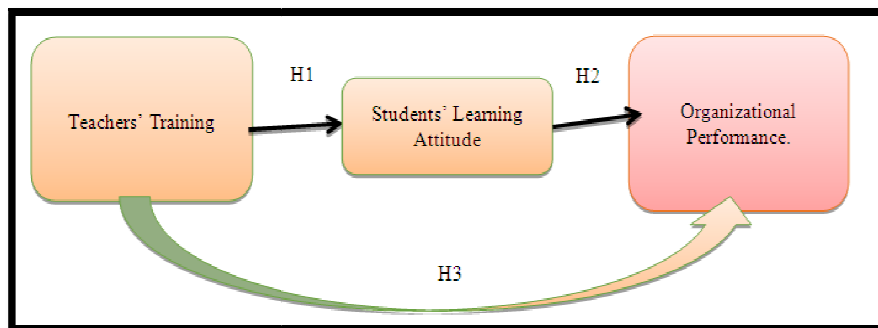 H1
H2
Teachers’ Training
Students’ Learning
Attitude
Organizational
Performance.
H3